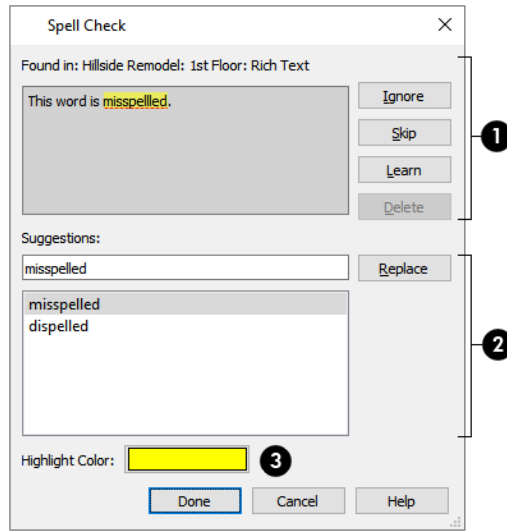 Spell Check
Found in: Hillside Remodel: 1st Floor: Rich Text
This word is misspellled.
Ignore
Skip
Learn
Delete
1
Suggestions:
misspelled
Replace
misspelled
dispelled
2
Highlight Color:
3
Done Cancel Help